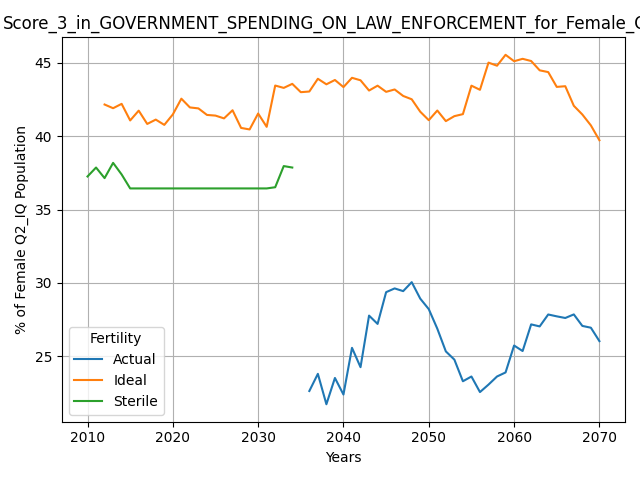 Score_3_in_GOVERNMENT_SPENDING_ON_LAW_ENFORCEMENT_for_Female_
% of Female Q2_IQ Population
45
40
35
30
25
Fertility
Actual
Ideal
Sterile
2010 2020 2030 2040 2050 2060 2070
Years